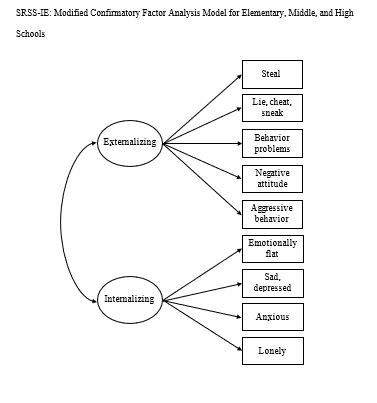 SRSS-IE: Modified Confirmatory Factor Analysis Model for Elementary, Middle, and High
Schools
Steal
Lie, cheat,
sneak
Externalizing
Behavior
problems
Negative
attitude
Aggressive
behavior
Emotionally
flat
Sad,
depressed
Internalizing
Anxious
Lonely